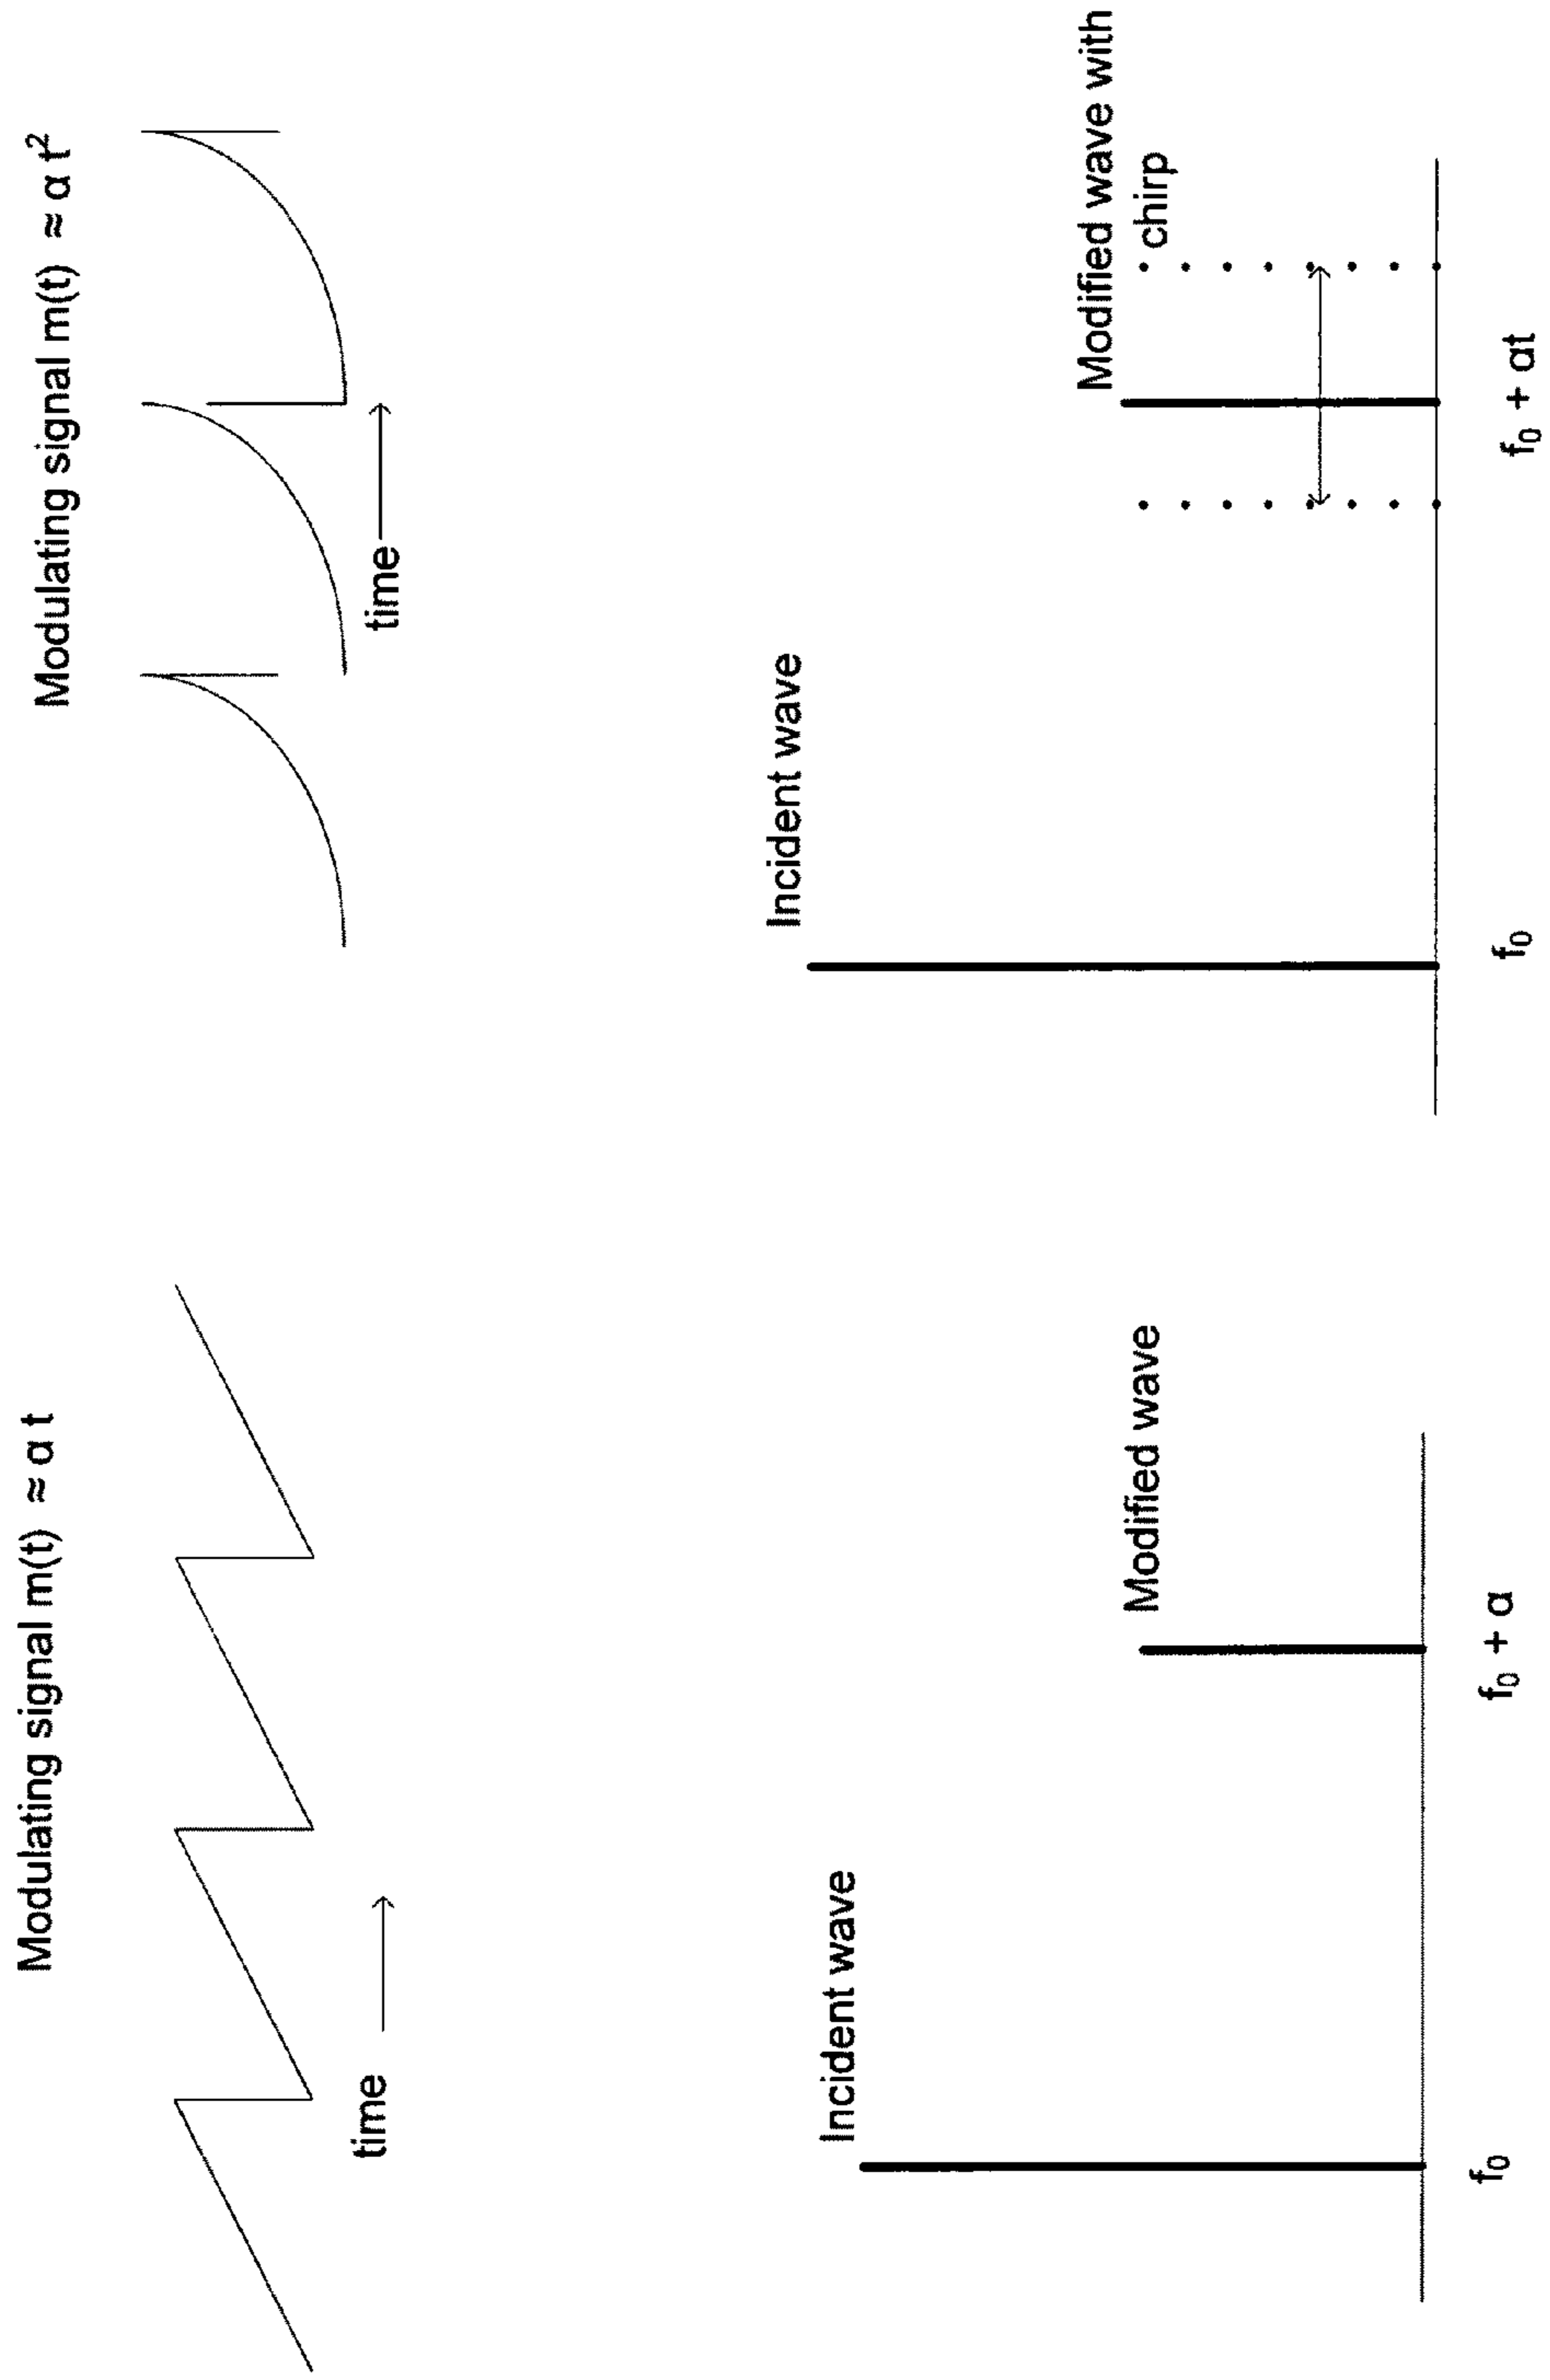 Modulating signal m(t) ≈ α t
time
Incident wave
Modified wave
f₀
f₀ + α
Modulating signal m(t) ≈ α t²
time
Incident wave
Modified wave with
chirp
f₀
f₀ + αt